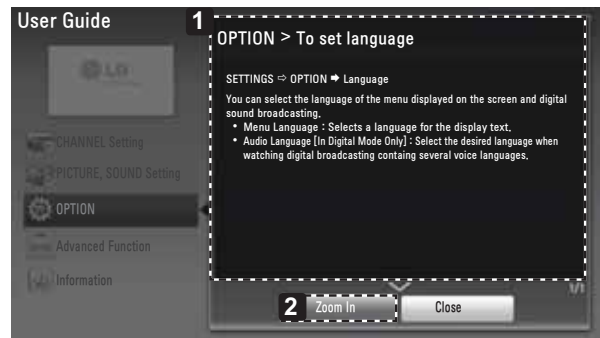 User Guide
1
OPTION > To set language
LG
SETTINGS ⇨ OPTION ➡ Language
You can select the language of the menu displayed on the screen and digital
sound broadcasting.
• Menu Language : Selects a language for the display text.
• Audio Language [In Digital Mode Only] : Select the desired language when
watching digital broadcasting containg several voice languages.
CHANNEL Setting
PICTURE, SOUND Setting
OPTION
Advanced Function
Information
1/1
2
Zoom In
Close